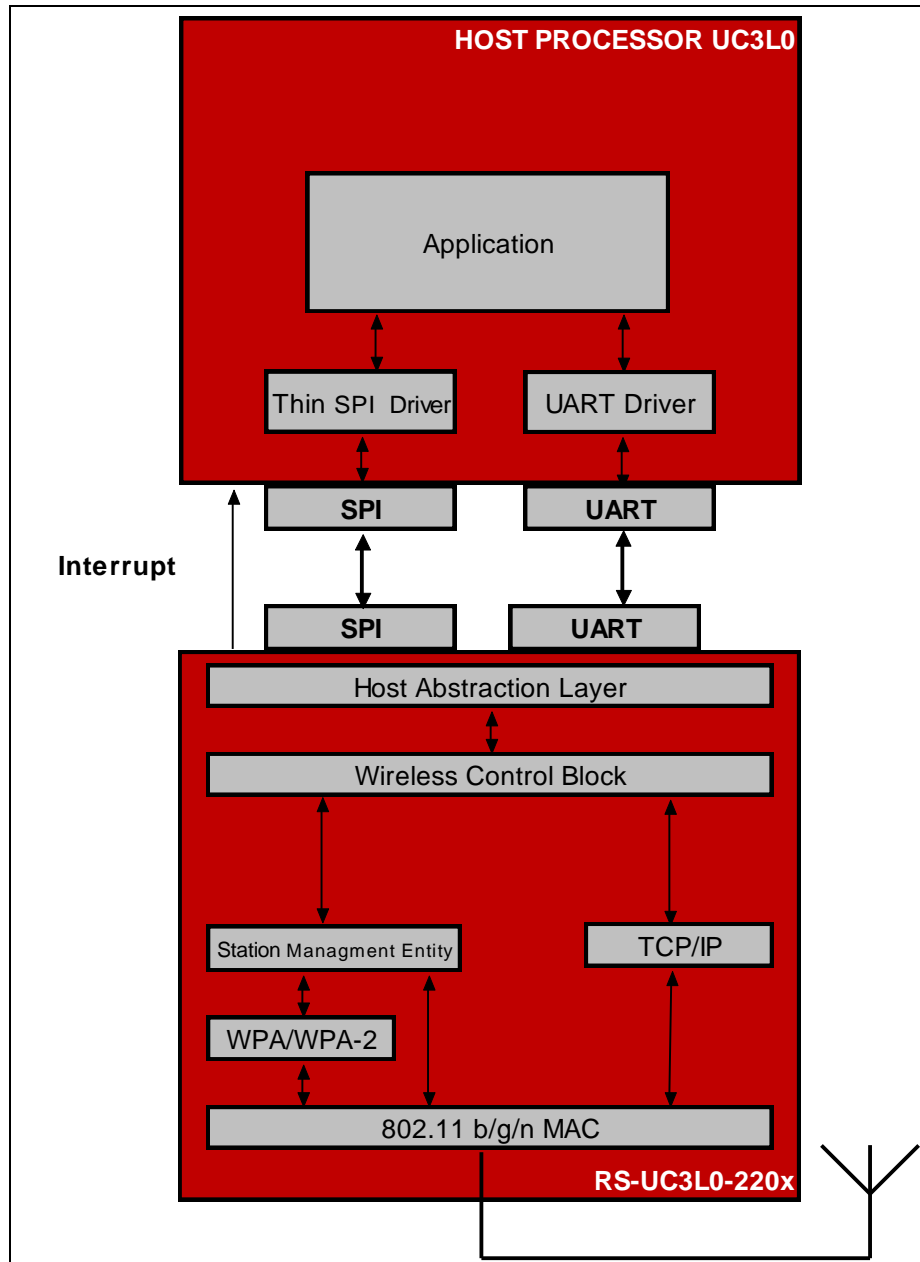 HOST PROCESSOR UC3L0
Application
Thin SPI Driver
UART Driver
SPI
UART
Interrupt
SPI
UART
Host Abstraction Layer
Wireless Control Block
Station Managment Entity
TCP/IP
WPA/WPA-2
802.11 b/g/n MAC
RS-UC3L0-220x